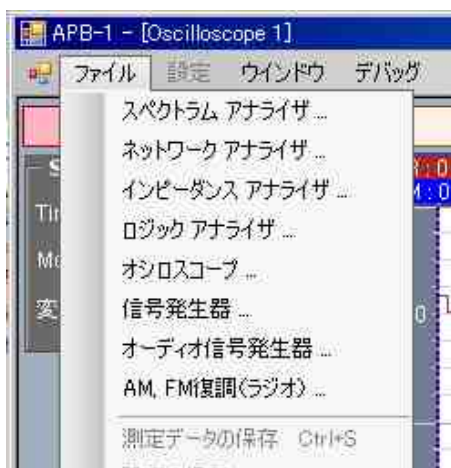 APB-1 - [Oscilloscope 1]
ファイル 設定 ウインドウ デバッグ
スペクトラム アナライザ ...
ネットワーク アナライザ ...
インピーダンス アナライザ ...
ロジック アナライザ ...
オシロスコープ ...
信号発生器 ...
オーディオ信号発生器 ...
AM, FM復調(ラジオ) ...
測定データの保存 Ctrl+S